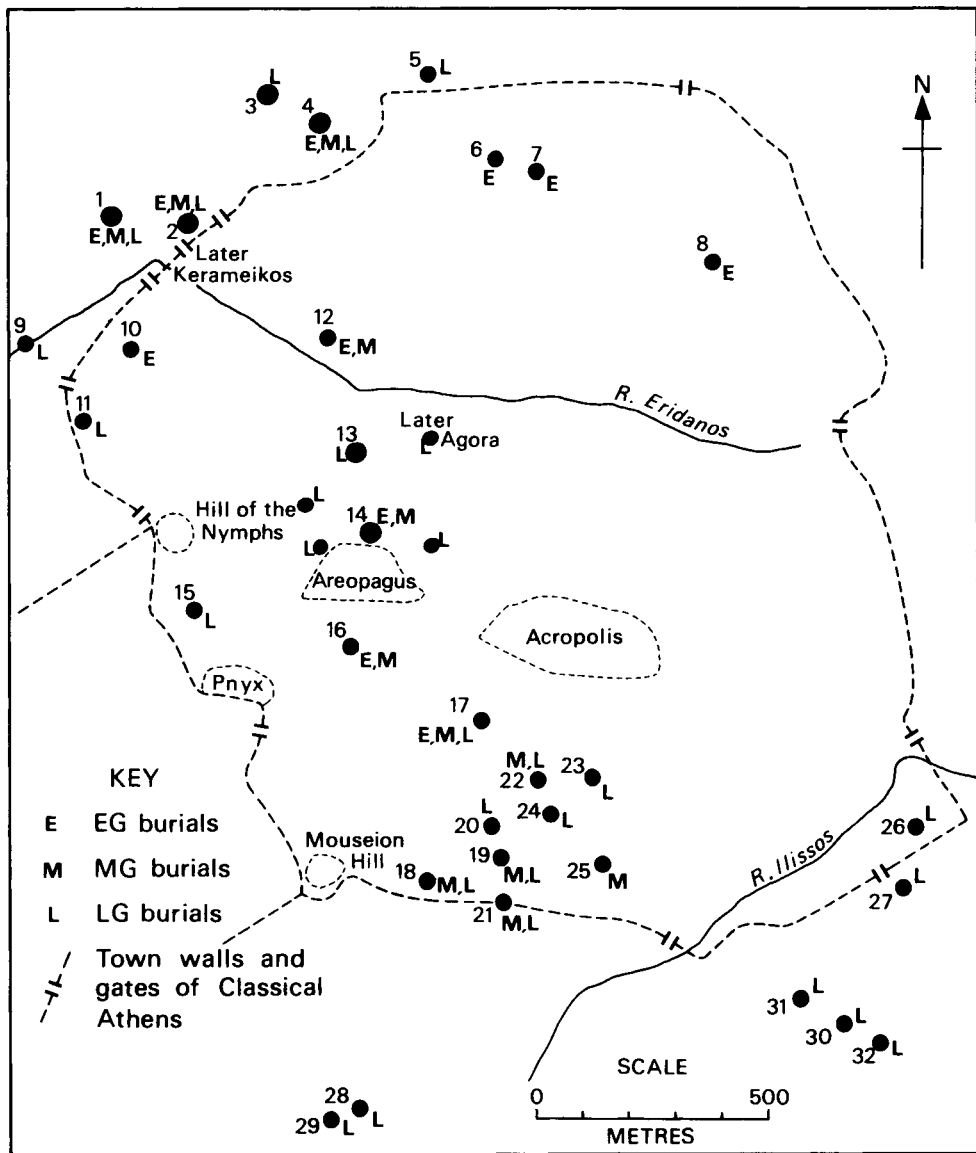 5 L
L
3
4
E,M,L
N
6
E
7
E
1
E,M,L
E,M,L
2
Later
Kerameikos
8
E
9
L
10
E
12
E,M
R. Eridanos
11
L
13
L
Later
Agora
L
L
Hill of the
Nymphs
14 E,M
L
L
Areopagus
15
L
Acropolis
16
E,M
Pnyx
17
E,M,L
M,L
22
23
L
KEY
E EG burials
M MG burials
L LG burials
Town walls and
gates of Classical
Athens
L
20
24
L
Mouseion
Hill
19
M,L
18
M,L
25
M
21
M,L
R. Ilissos
26
L
27
L
31
L
30
L
32
L
SCALE
0 500
METRES
28
L
29
L